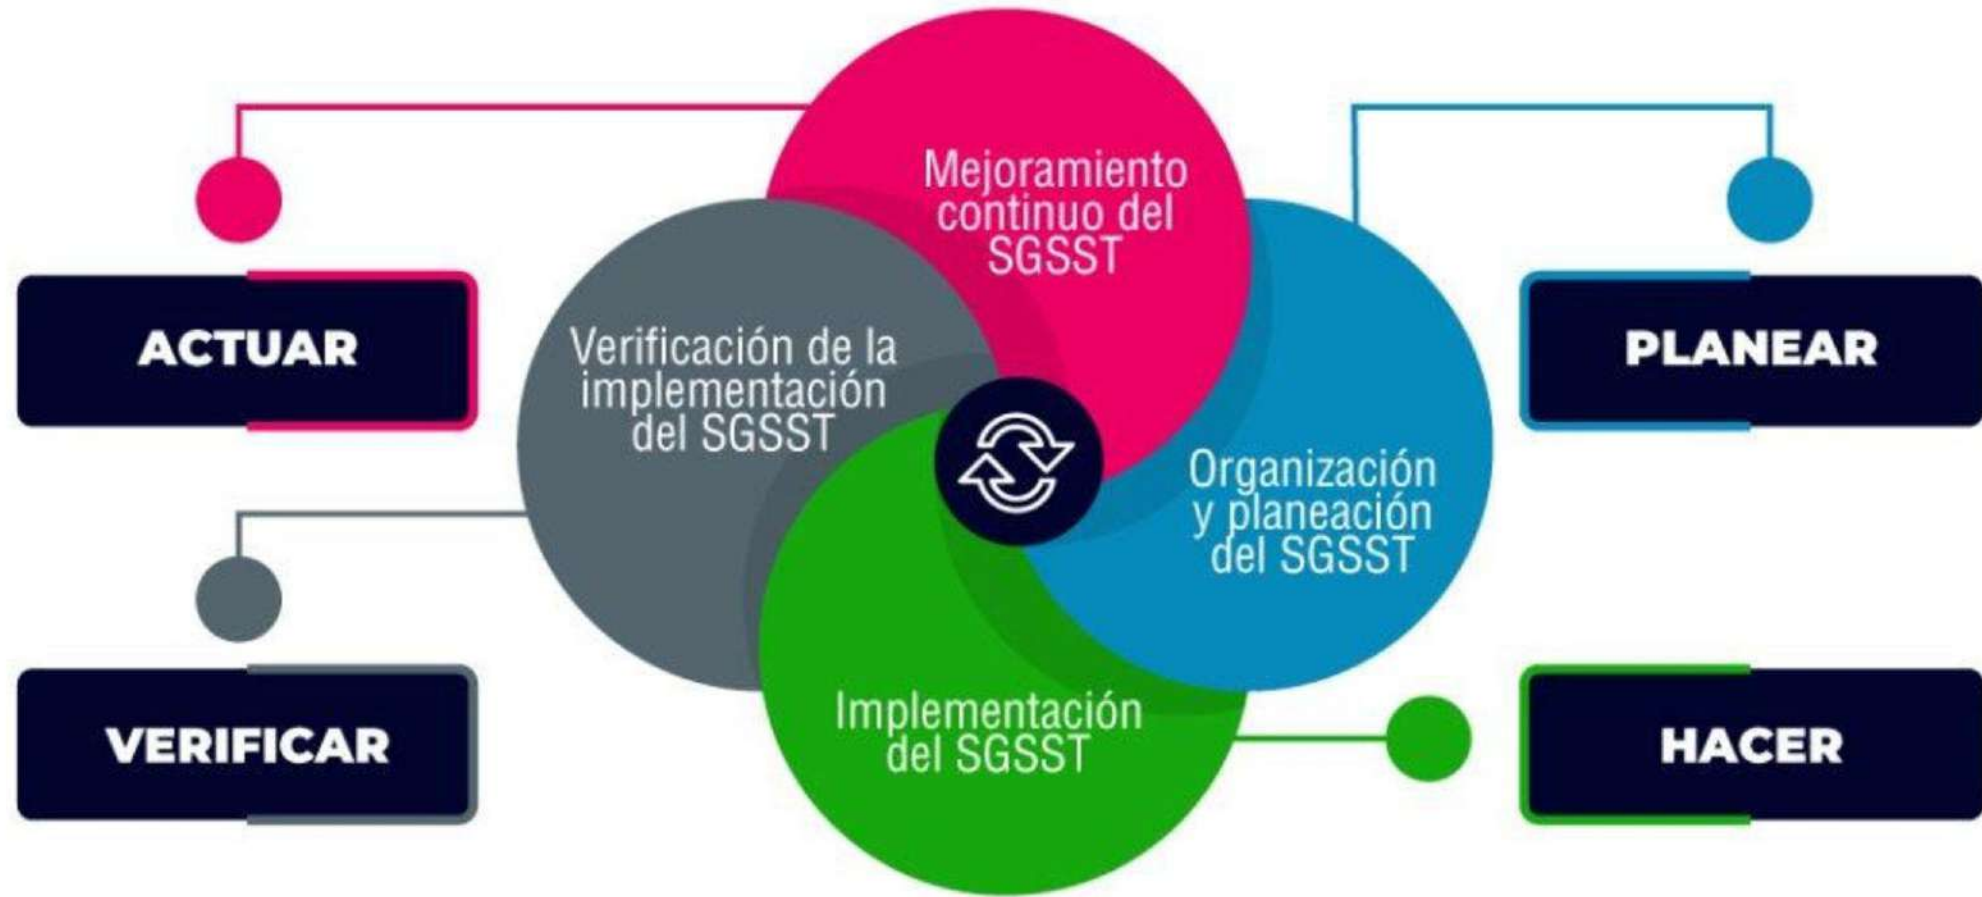 Mejoramiento
continuo del
SGSST
ACTUAR
PLANEAR
Verificación de la
implementación
del SGSST
Organización
y planeación
del SGSST
Implementación
del SGSST
VERIFICAR
HACER